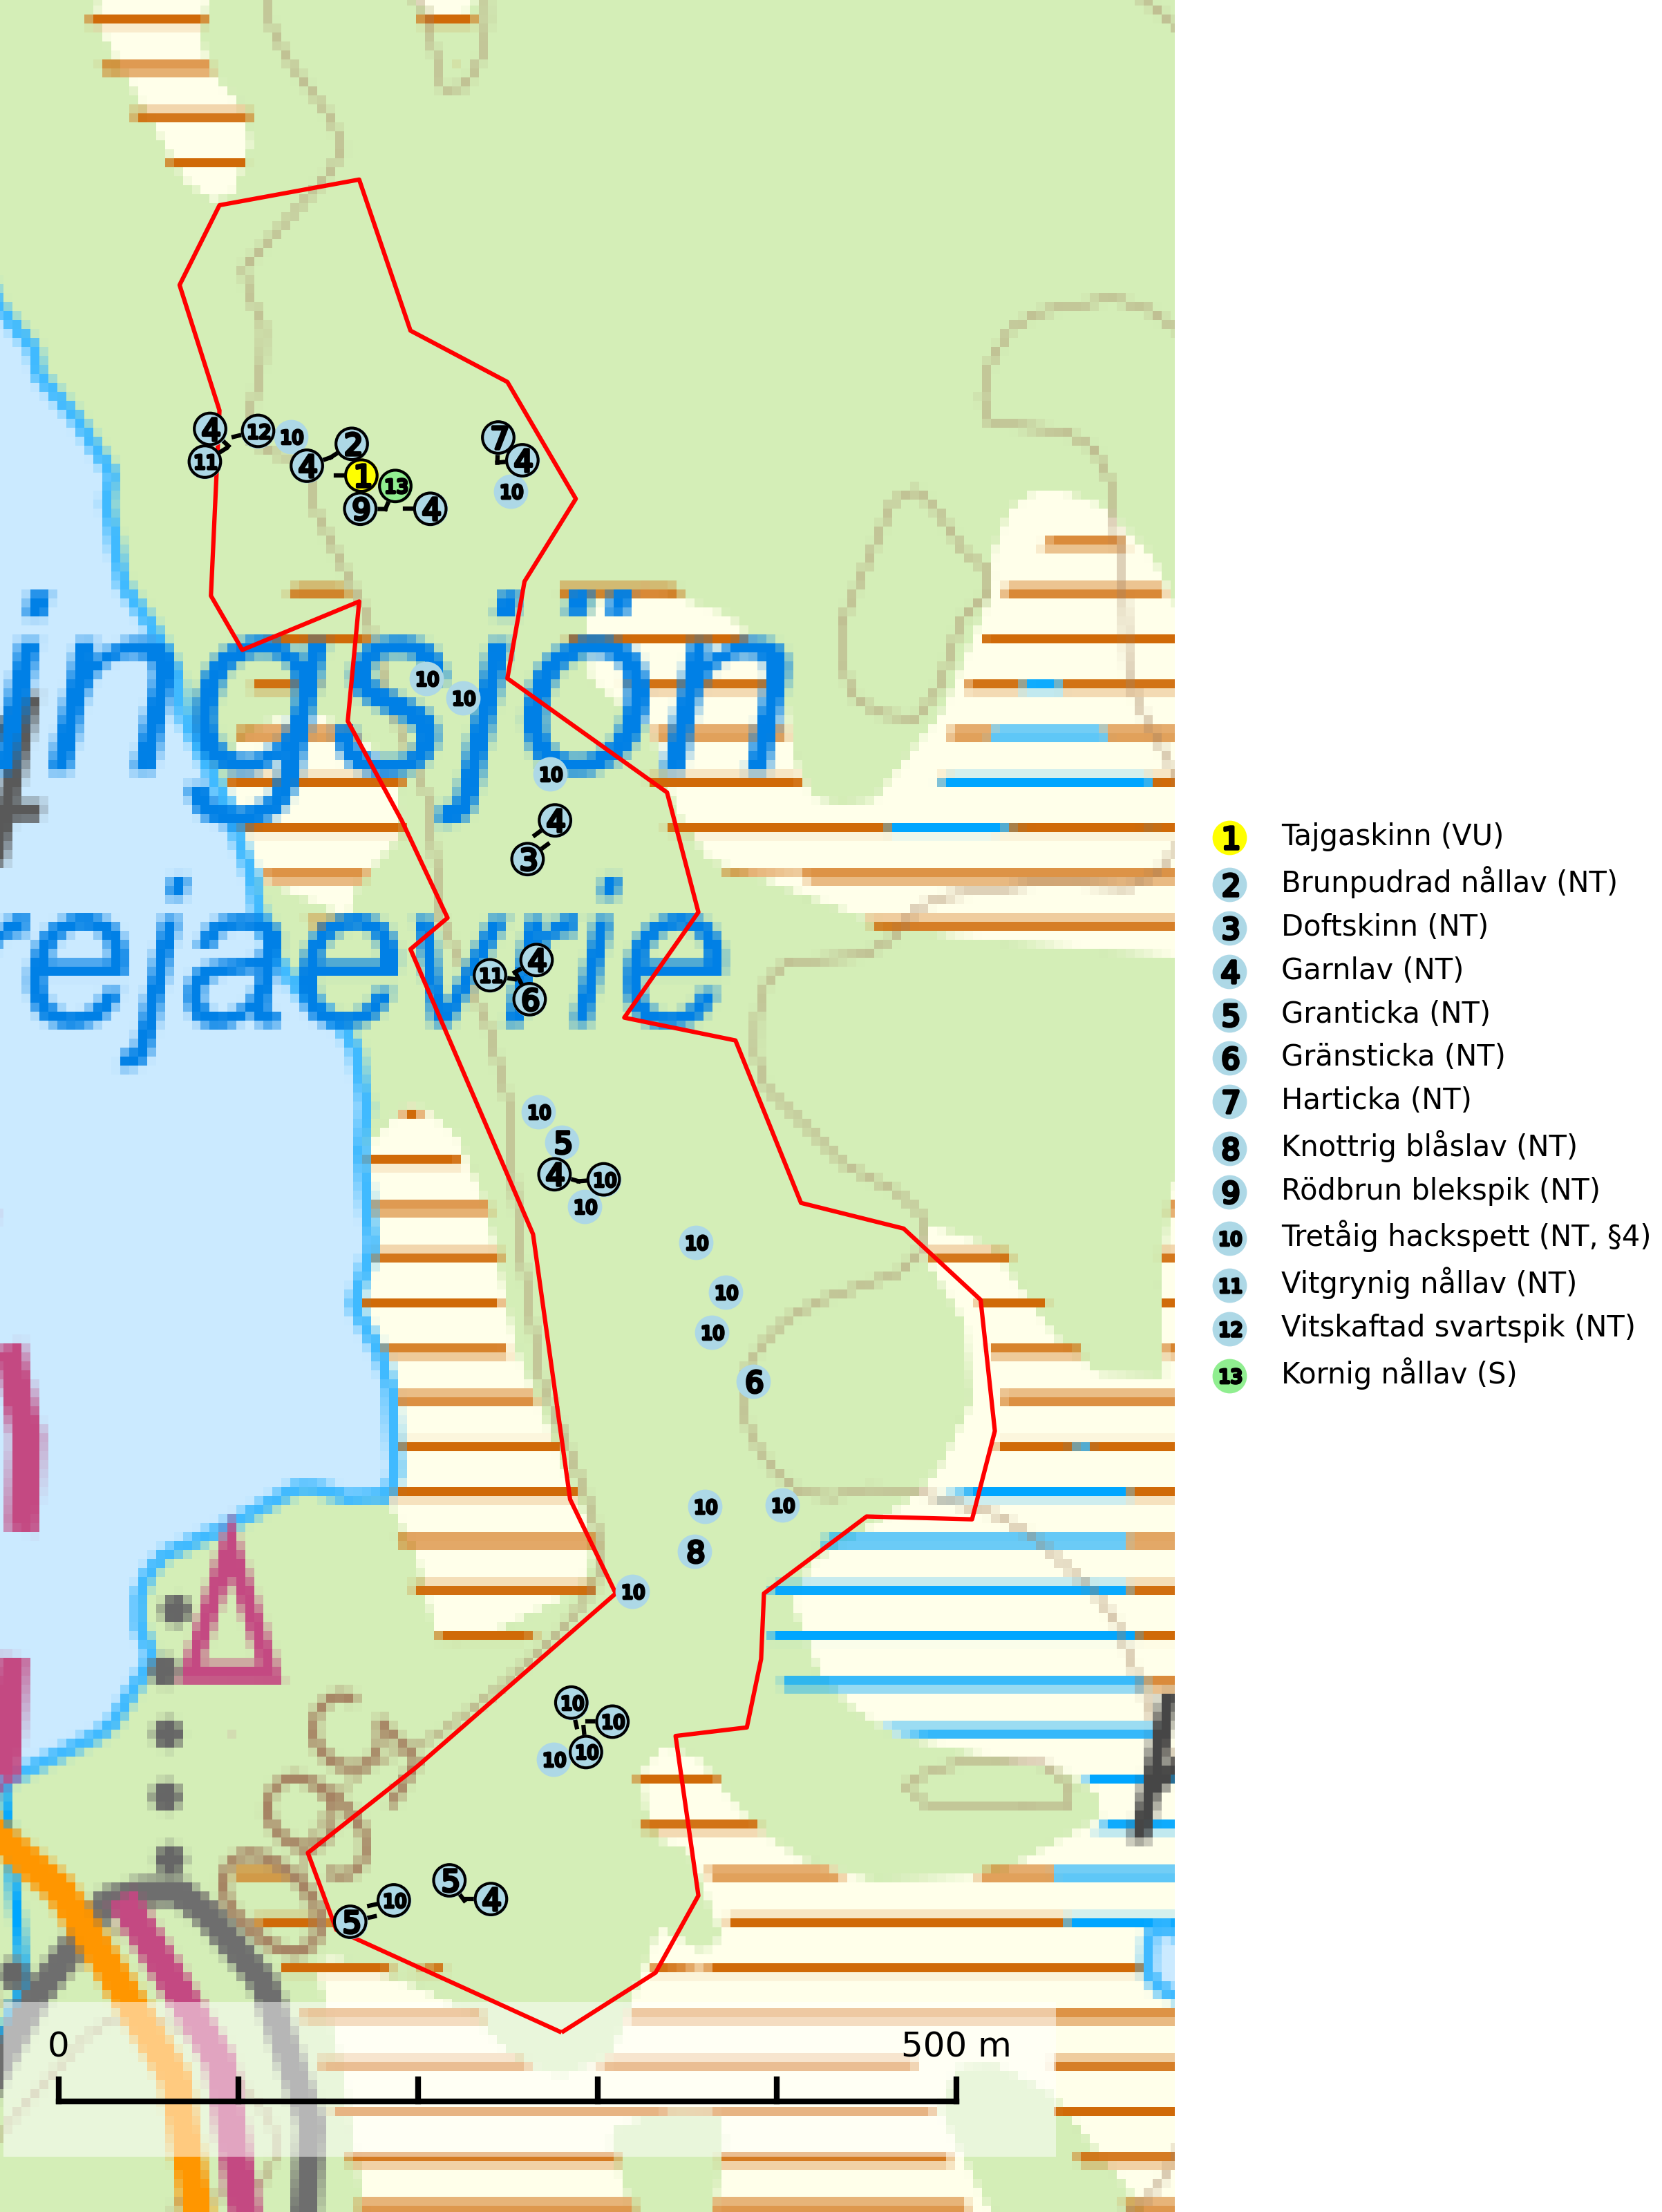 4
12
10
11
4
2
1
13
9
4
7
4
10
ingsjön
10
10
10
4
3
rejaevrie
4
11
6
10
5
4
10
10
10
10
10
6
10
10
8
10
10
10
10
10
5
4
10
5
0
500 m
1 Tajgaskinn (VU)
2 Brunpudrad nållav (NT)
3 Doftskinn (NT)
4 Garnlav (NT)
5 Granticka (NT)
6 Gränsticka (NT)
7 Harticka (NT)
8 Knottrig blåslav (NT)
9 Rödbrun blekspik (NT)
10 Tretåig hackspett (NT, §4)
11 Vitgrynig nållav (NT)
12 Vitskaftad svartspik (NT)
13 Kornig nållav (S)